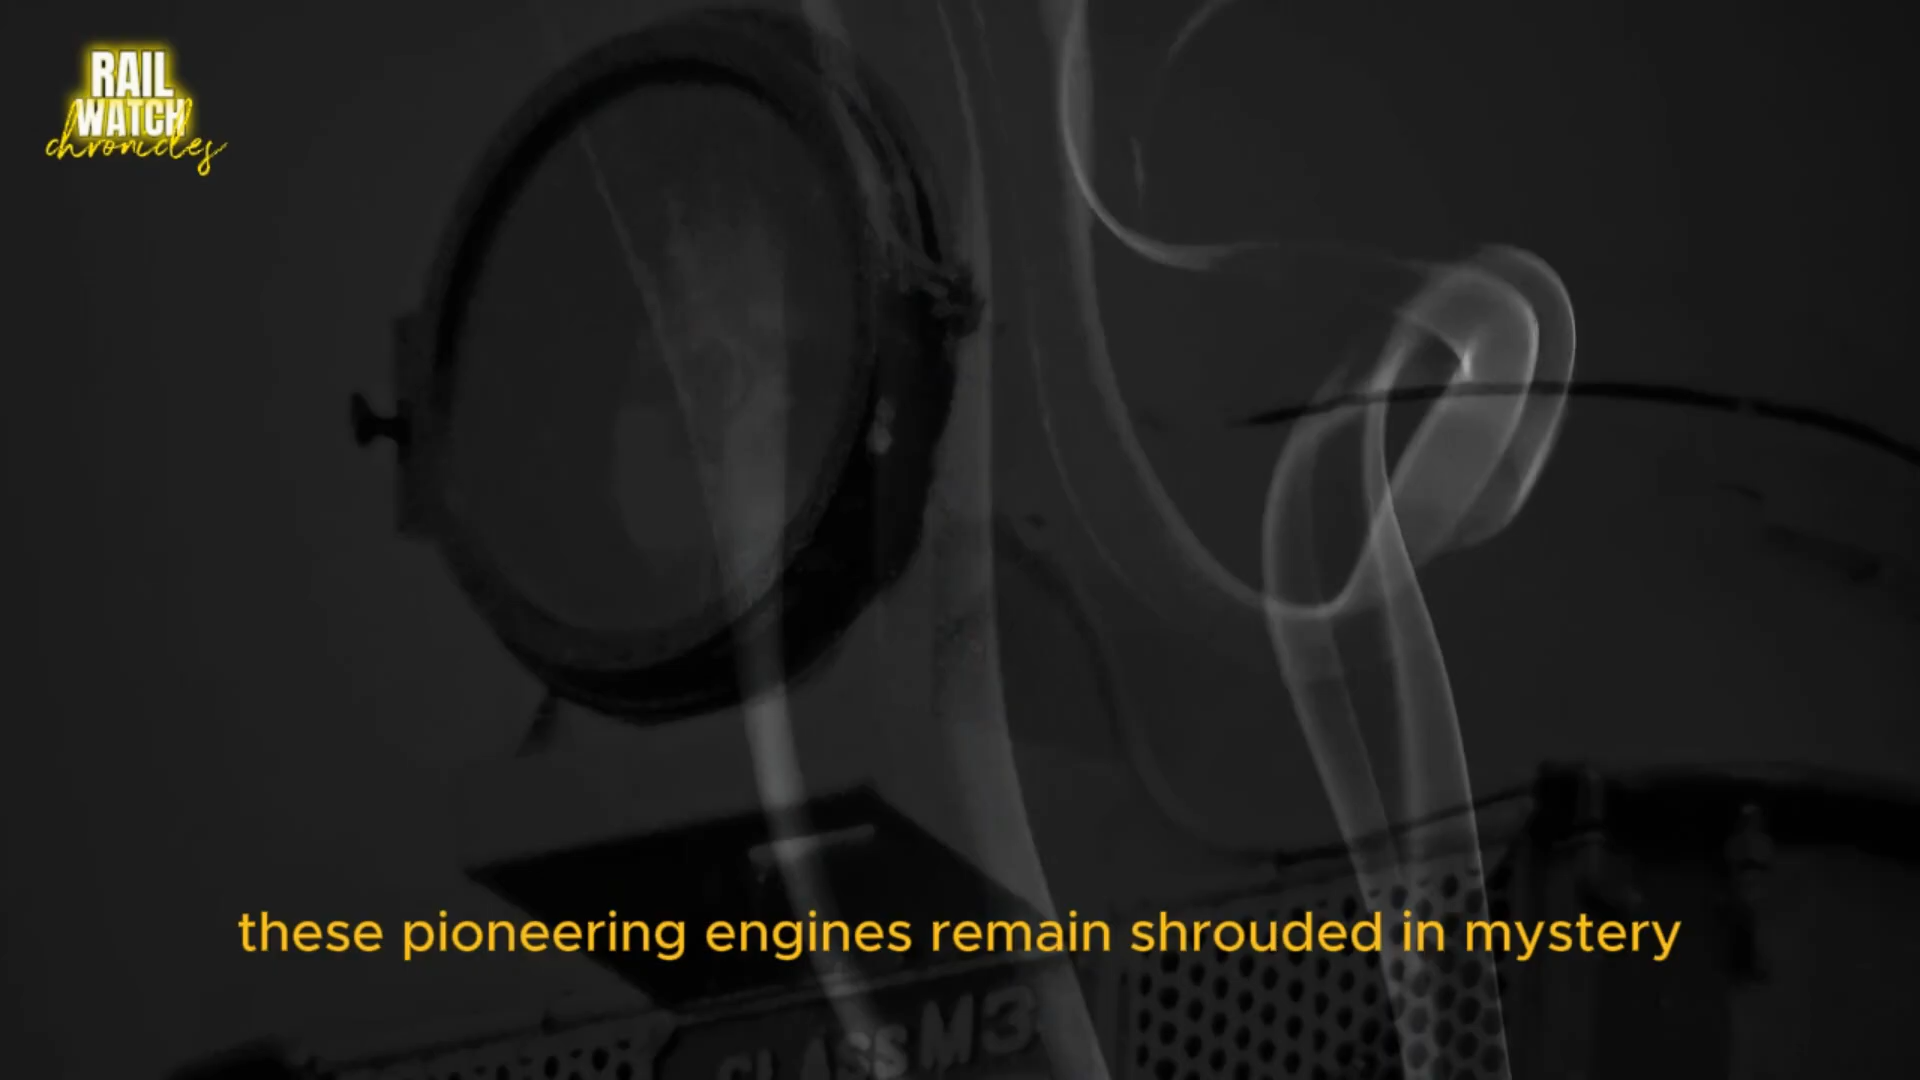 RAIL
WATCH
chronicles
these pioneering engines remain shrouded in mystery
CLASS M3